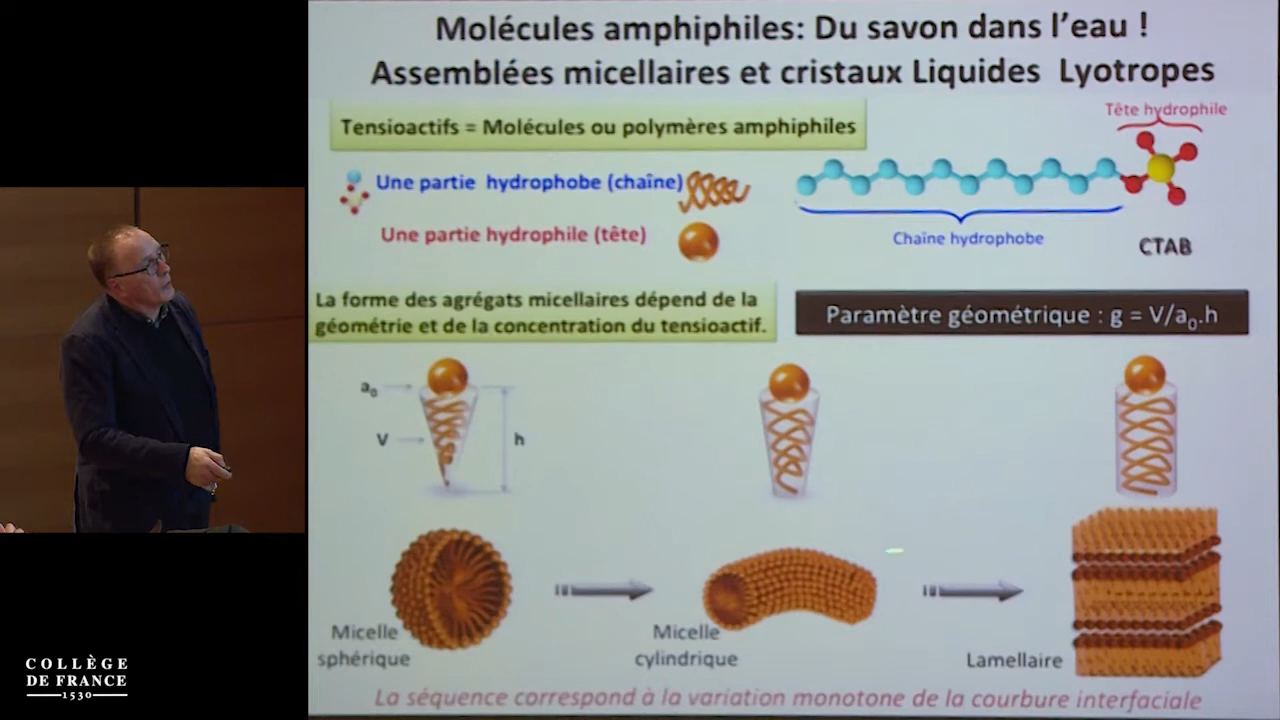 Molécules amphiphiles: Du savon dans l'eau !
Assemblées micellaires et cristaux Liquides Lyotropes
Tensioactifs = Molécules ou polymères amphiphiles
Tête hydrophile
Une partie hydrophobe (chaîne)
Une partie hydrophile (tête)
Chaîne hydrophobe
CTAB
La forme des agrégats micellaires dépend de la
géométrie et de la concentration du tensioactif.
Paramètre géométrique : g = V/a₀.h
a₀
V
h
Micelle
sphérique
Micelle
cylindrique
Lamellaire
La séquence correspond à la variation monotone de la courbure interfaciale
COLLÈGE
DE FRANCE
1530